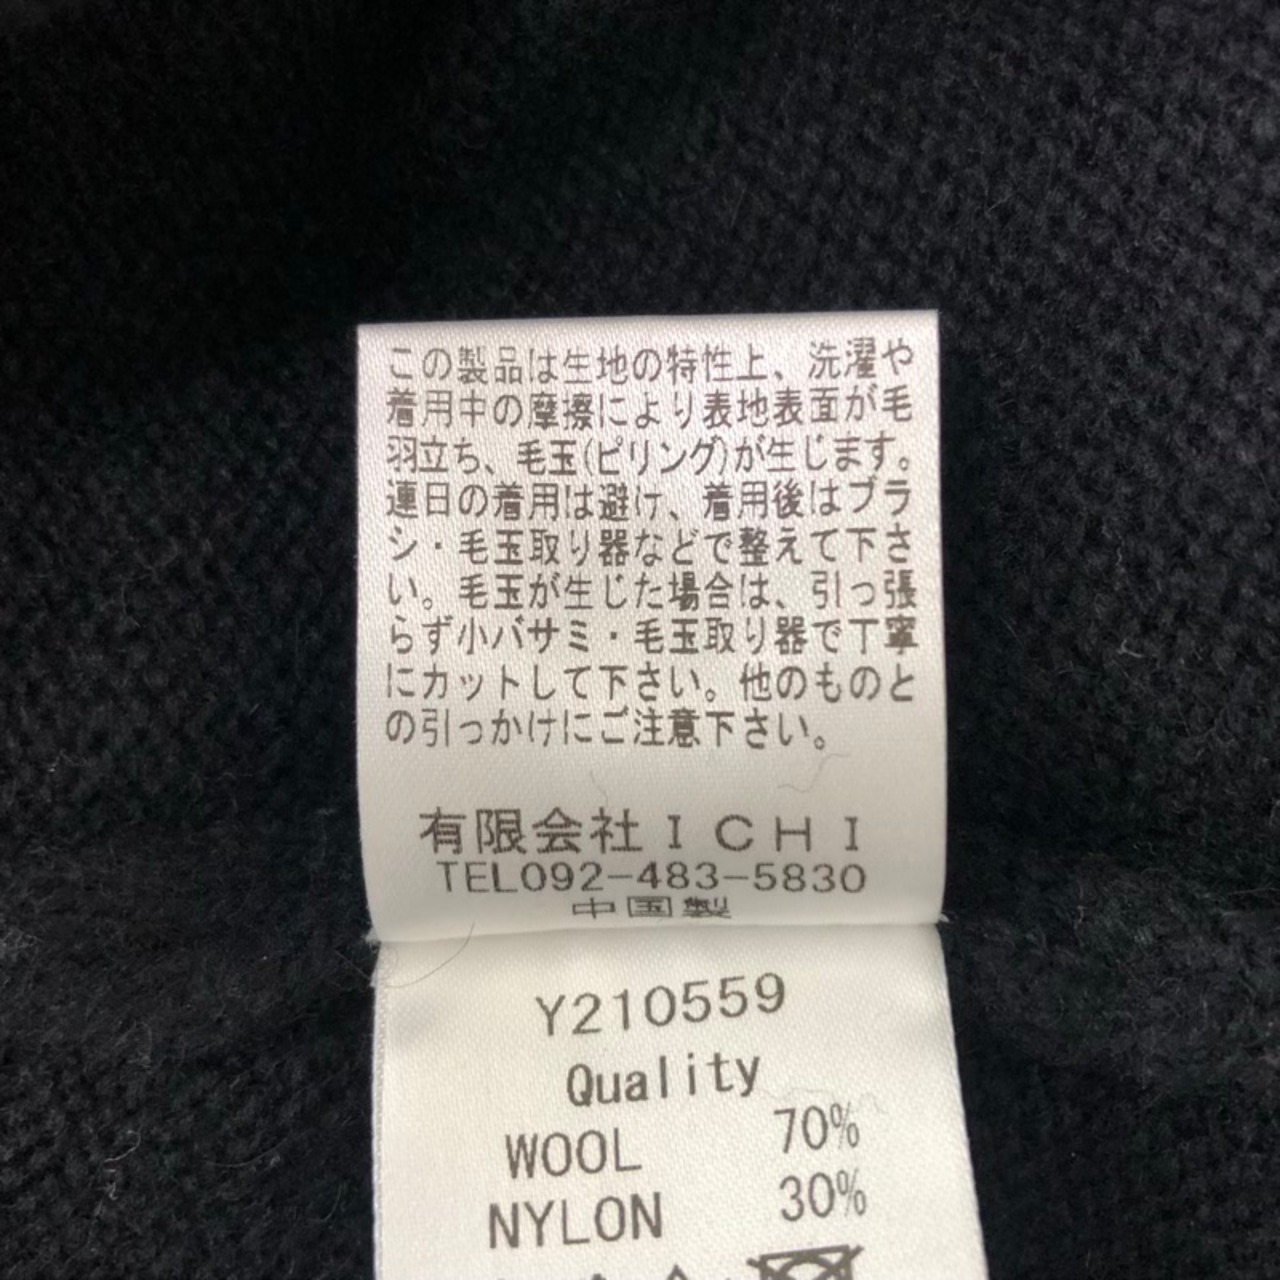 この製品は生地の特性上、洗濯や
着用中の摩擦により表地表面が毛
羽立ち、毛玉(ピリング)が生じます。
連日の着用は避け、着用後はブラ
シ・毛玉取り器などで整えて下さ
い。毛玉が生じた場合は、引っ張
らず小バサミ・毛玉取り器で丁寧
にカットして下さい。他のものと
の引っかけにご注意下さい。
有限会社ＩＣＨＩ
TEL092-483-5830
中国製
Y210559
Quality
WOOL 70%
NYLON 30%